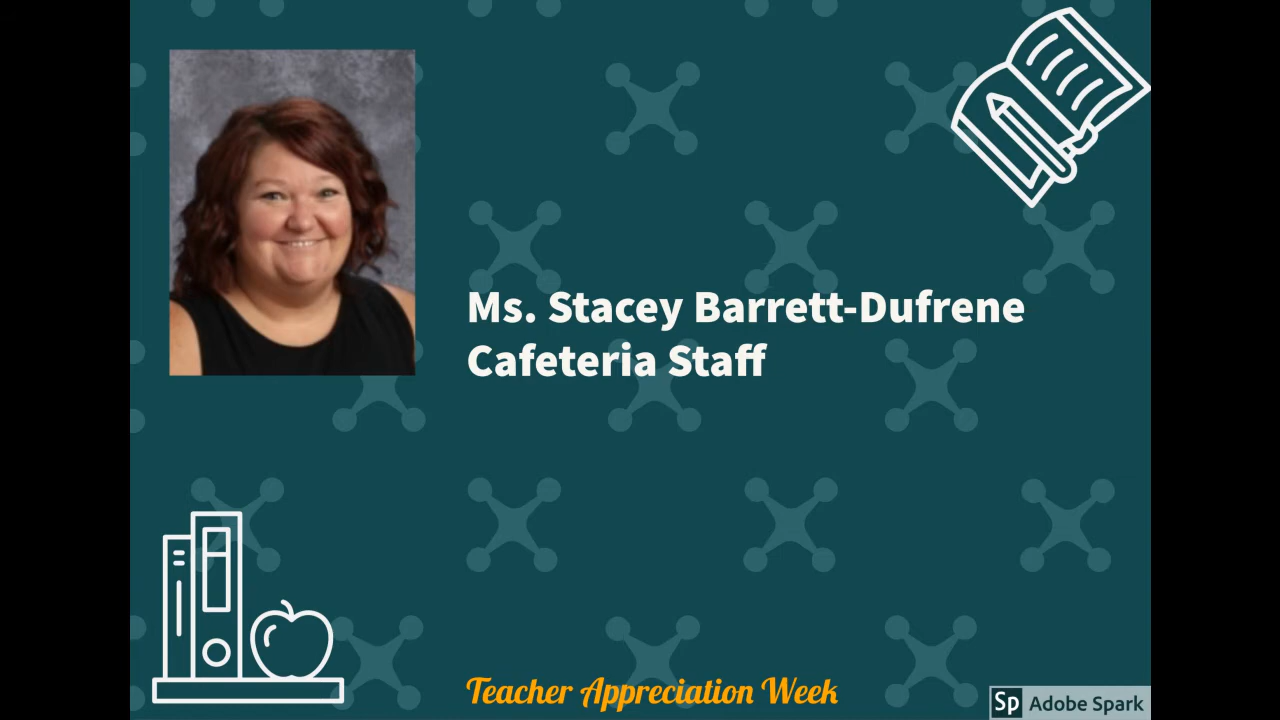 Ms. Stacey Barrett-Dufrene
Cafeteria Staff
Teacher Appreciation Week
Sp Adobe Spark